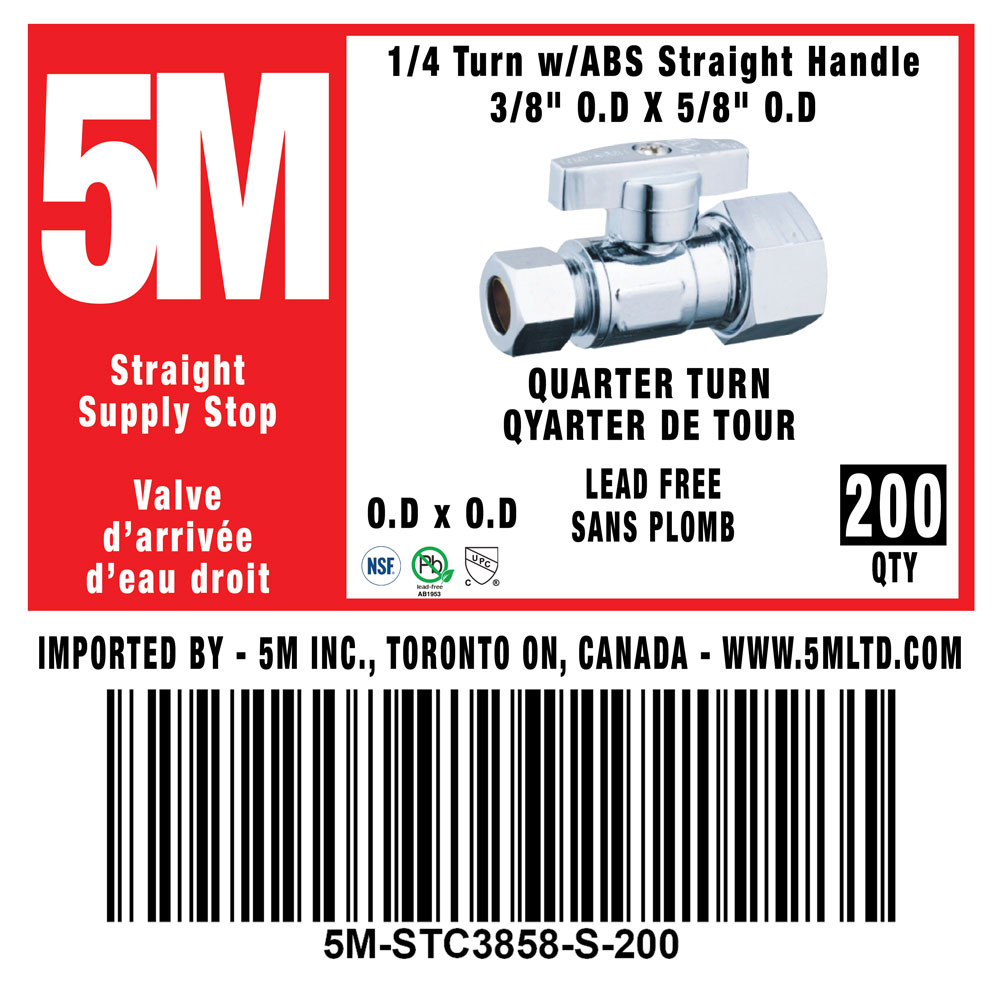 5M
Straight
Supply Stop
Valve
d'arrivée
d'eau droit
1/4 Turn w/ABS Straight Handle
3/8" O.D X 5/8" O.D
QUARTER TURN
QYARTER DE TOUR
LEAD FREE
SANS PLOMB
O.D x O.D
200
QTY
NSF.
Pb
lead-free
AB1953
UPC
C ®
IMPORTED BY - 5M INC., TORONTO ON, CANADA - WWW.5MLTD.COM
5M-STC3858-S-200